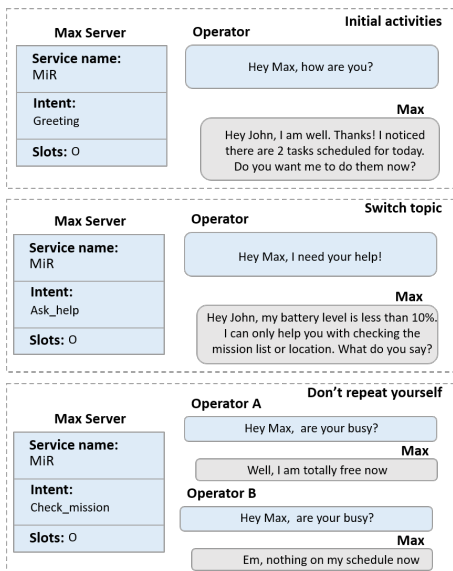 Initial activities
Max Server
Service name:
MiR
Intent:
Greeting
Slots: O
Operator
Hey Max, how are you?
Max
Hey John, I am well. Thanks! I noticed
there are 2 tasks scheduled for today.
Do you want me to do them now?
Switch topic
Max Server
Service name:
MiR
Intent:
Ask_help
Slots: O
Operator
Hey Max, I need your help!
Max
Hey John, my battery level is less than 10%.
I can only help you with checking the
mission list or location. What do you say?
Don't repeat yourself
Max Server
Service name:
MiR
Intent:
Check_mission
Slots: O
Operator A
Hey Max, are your busy?
Max
Well, I am totally free now
Operator B
Hey Max, are your busy?
Max
Em, nothing on my schedule now